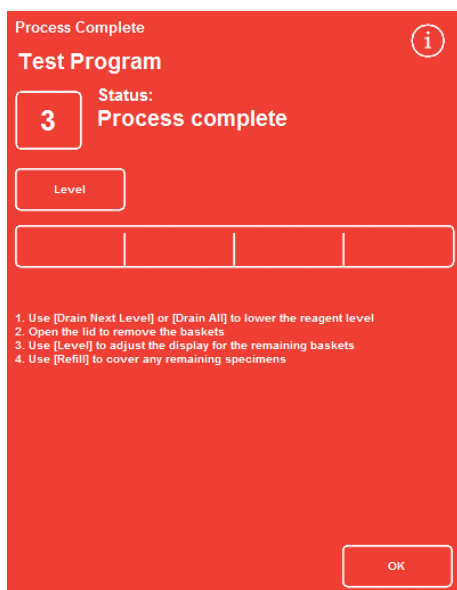 Process Complete
i
Test Program
Status:
3
Process complete
Level
1. Use [Drain Next Level] or [Drain All] to lower the reagent level
2. Open the lid to remove the baskets
3. Use [Level] to adjust the display for the remaining baskets
4. Use [Refill] to cover any remaining specimens
OK